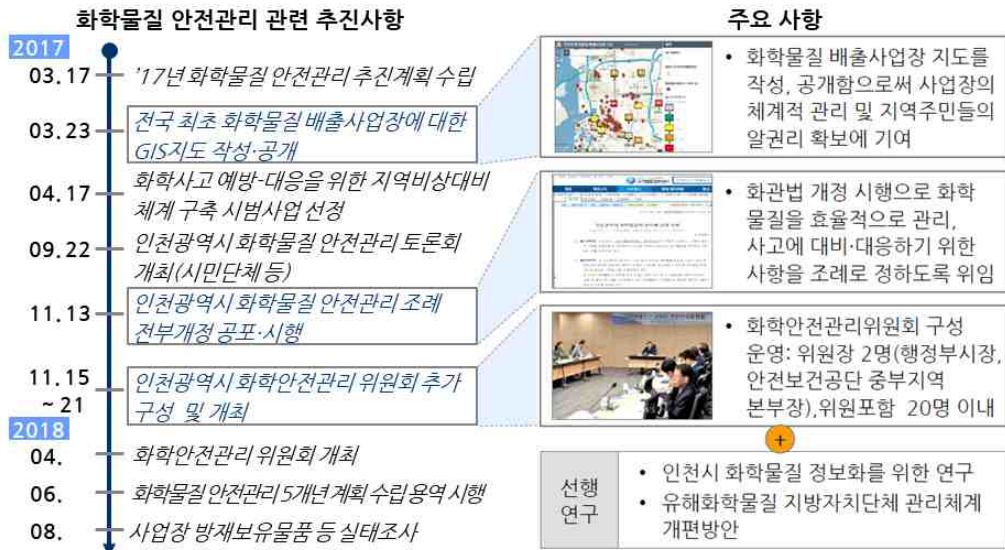 화학물질 안전관리 관련 추진사항
2017
03.17
'17년 화학물질 안전관리 추진계획 수립
03.23
전국 최초 화학물질 배출사업장에 대한
GIS지도 작성·공개
04.17
화학사고 예방-대응을 위한 지역비상대비
체계 구축 시범사업 선정
09.22
인천광역시 화학물질 안전관리 토론회
개최(시민단체 등)
11.13
인천광역시 화학물질 안전관리 조례
전부개정 공포·시행
11.15
~ 21
인천광역시 화학안전관리 위원회 추가
구성 및 개최
2018
04.
화학안전관리 위원회 개최
06.
화학물질 안전관리 5개년 계획 수립 용역 시행
08.
사업장 방재보유물품 등 실태조사
주요 사항
• 화학물질 배출사업장 지도를
작성, 공개함으로써 사업장의
체계적 관리 및 지역주민들의
알권리 확보에 기여
• 화관법 개정 시행으로 화학
물질을 효율적으로 관리,
사고에 대비·대응하기 위한
사항을 조례로 정하도록 위임
• 화학안전관리위원회 구성
운영: 위원장 2명(행정부시장,
안전보건공단 중부지역
본부장),위원포함 20명 이내
+
선행
연구
• 인천시 화학물질 정보화를 위한 연구
• 유해화학물질 지방자치단체 관리체계
개편방안